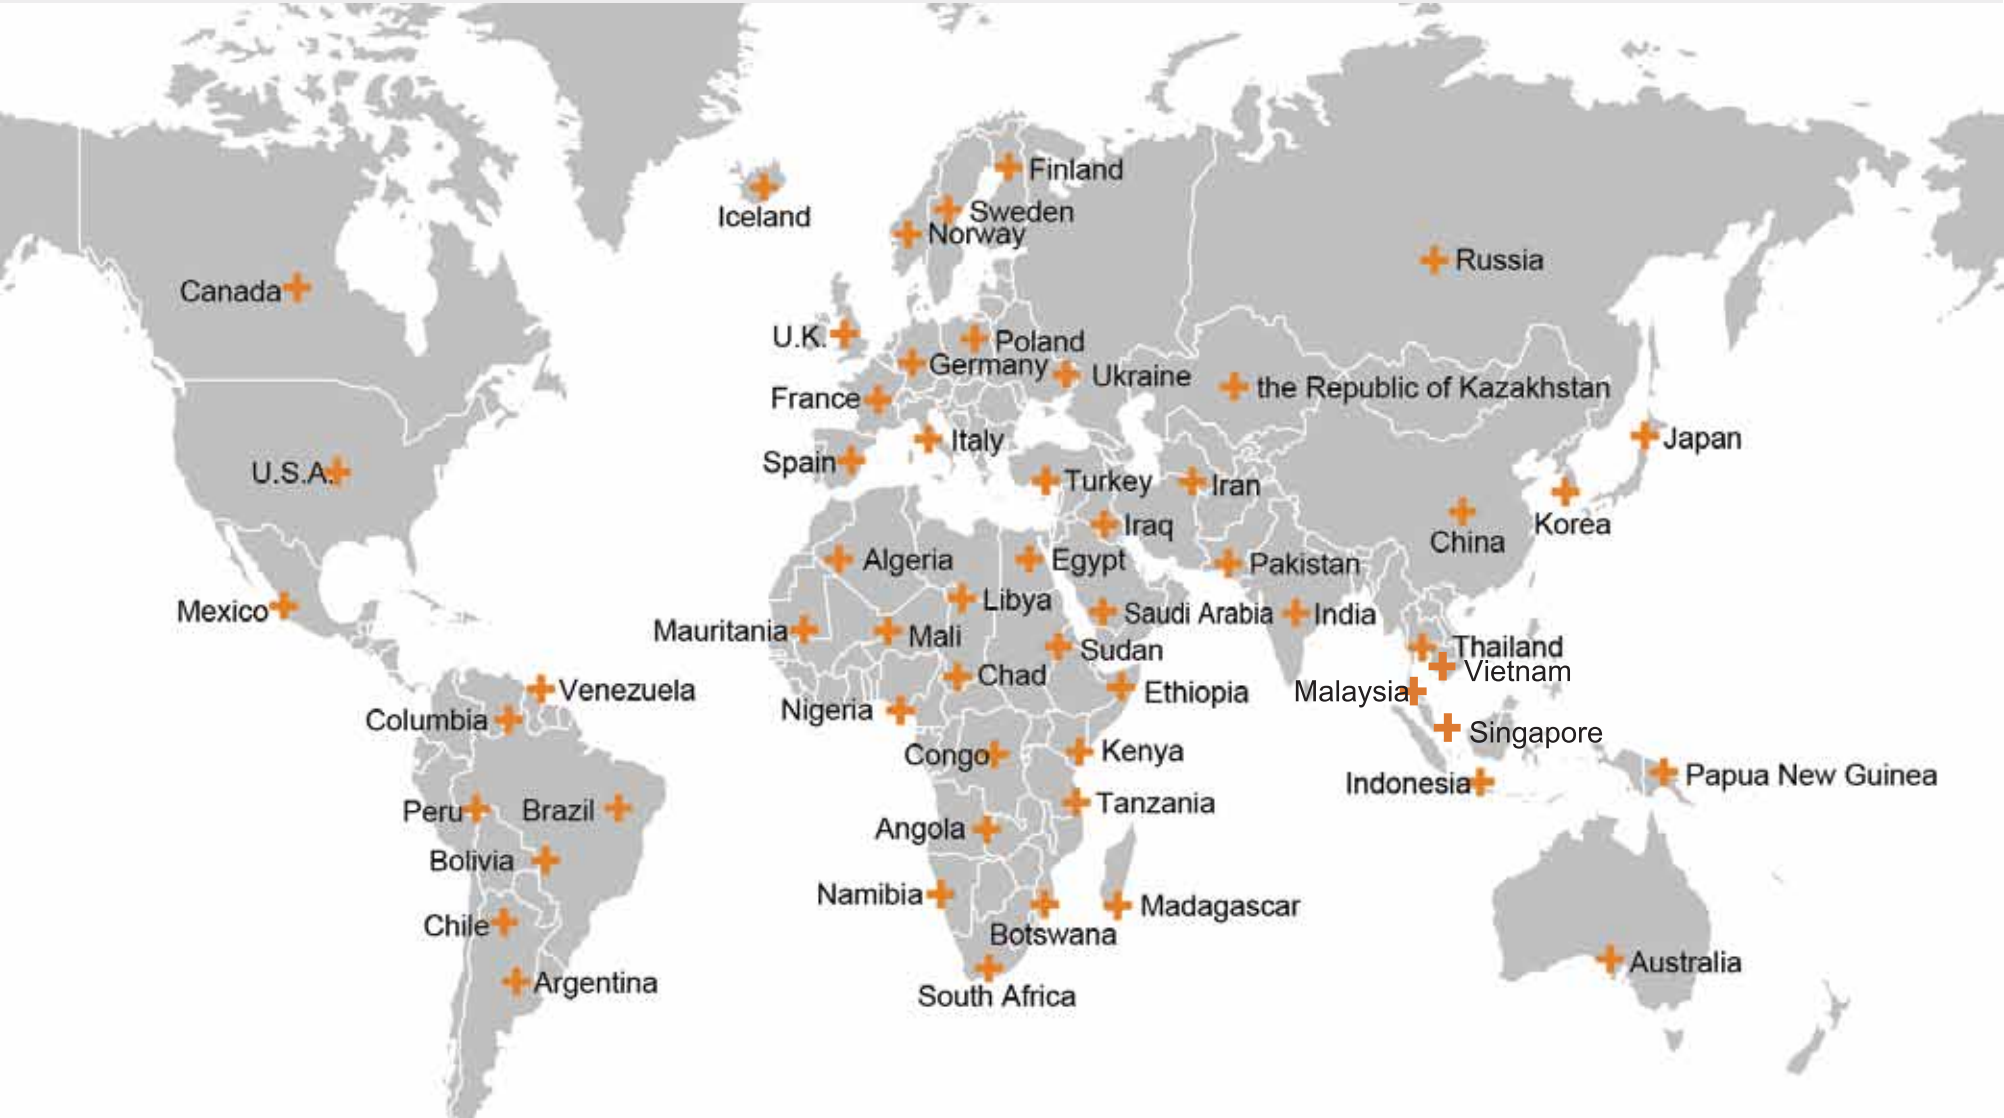 Finland
Iceland
Sweden
Norway
Russia
Canada
U.K.
Poland
Germany
Ukraine
the Republic of Kazakhstan
France
Italy
Japan
Spain
U.S.A.
Turkey
Iran
Iraq
Korea
China
Algeria
Egypt
Pakistan
Libya
Mexico
Saudi Arabia
India
Mauritania
Mali
Sudan
Thailand
Vietnam
Chad
Venezuela
Ethiopia
Malaysia
Nigeria
Columbia
Singapore
Congo
Kenya
Papua New Guinea
Indonesia
Tanzania
Peru
Brazil
Angola
Bolivia
Namibia
Madagascar
Chile
Botswana
Australia
Argentina
South Africa